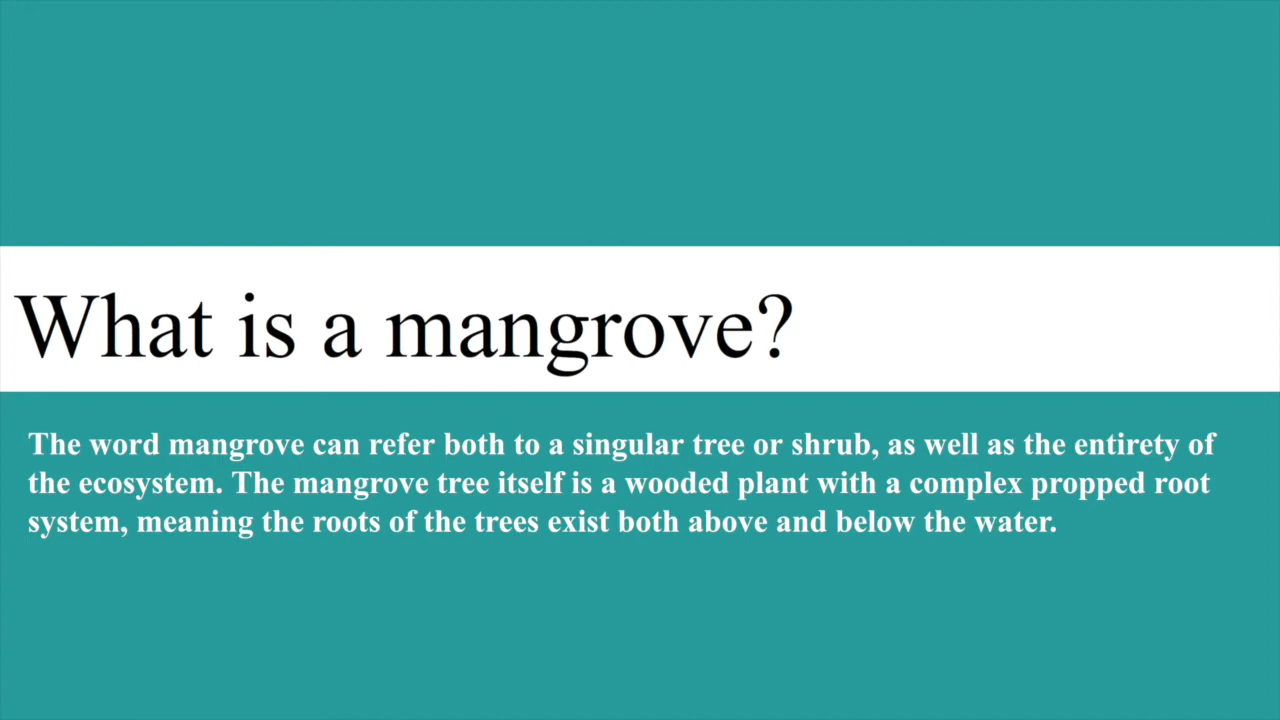 What is a mangrove?
The word mangrove can refer both to a singular tree or shrub, as well as the entirety of
the ecosystem. The mangrove tree itself is a wooded plant with a complex propped root
system, meaning the roots of the trees exist both above and below the water.